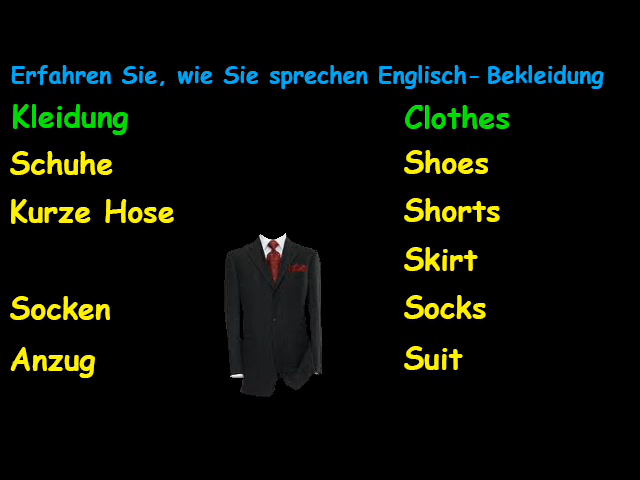 Erfahren Sie, wie Sie sprechen Englisch- Bekleidung
Kleidung Clothes
Schuhe Shoes
Kurze Hose Shorts
Skirt
Socken Socks
Anzug Suit